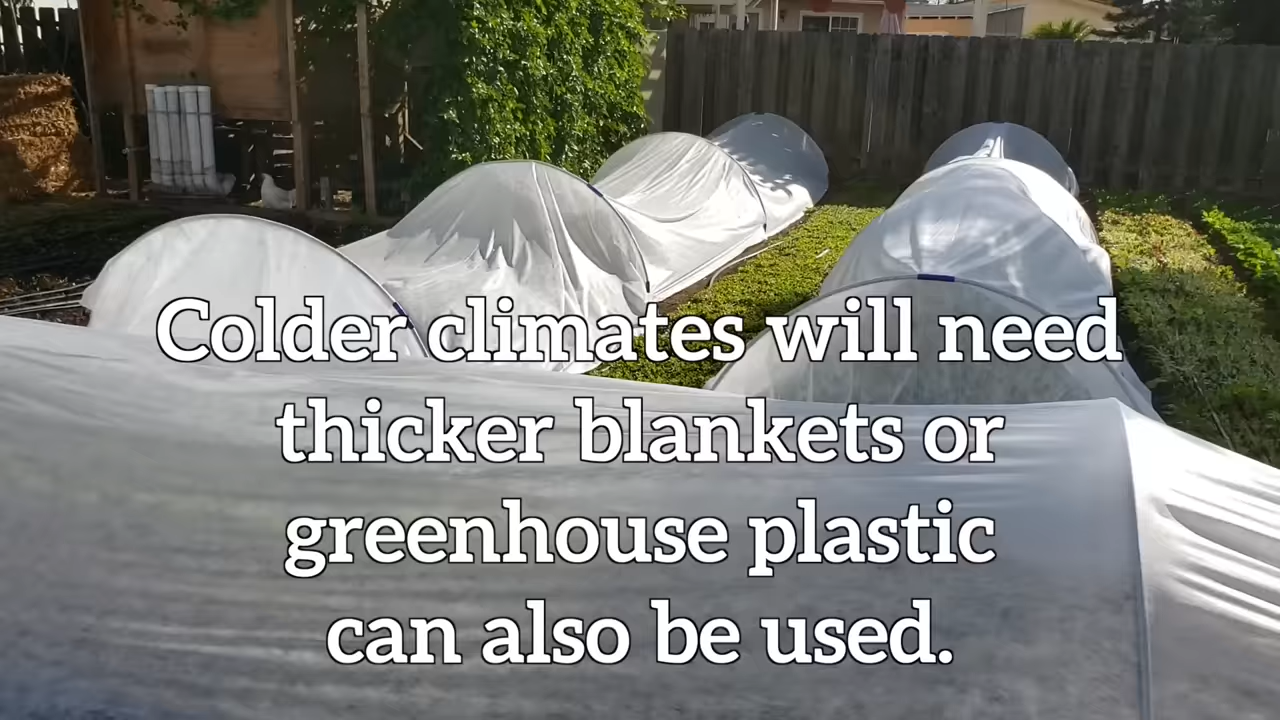 Colder climates will need
thicker blankets or
greenhouse plastic
can also be used.